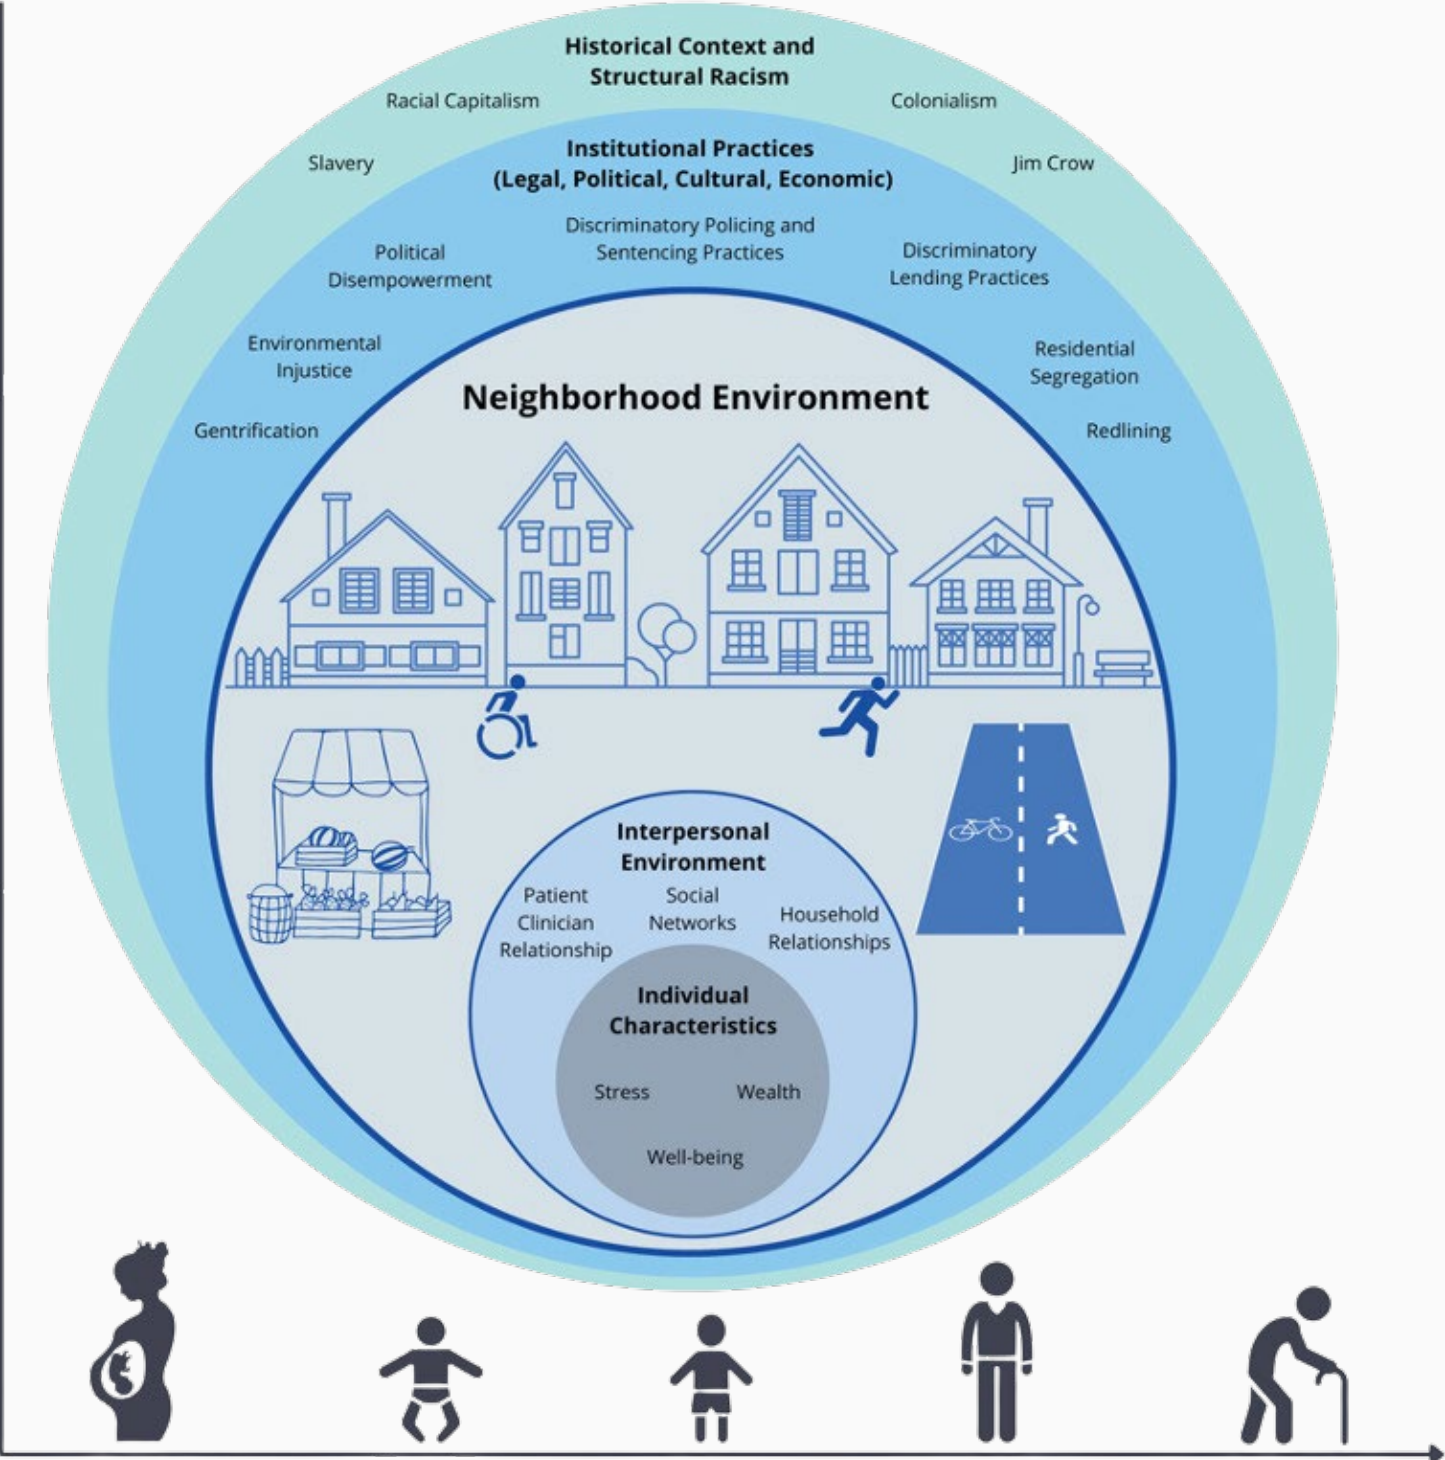 Historical Context and
Structural Racism
Racial Capitalism
Colonialism
Slavery
Jim Crow
Institutional Practices
(Legal, Political, Cultural, Economic)
Discriminatory Policing and
Sentencing Practices
Political
Disempowerment
Discriminatory
Lending Practices
Environmental
Injustice
Residential
Segregation
Gentrification
Redlining
Neighborhood Environment
Interpersonal
Environment
Patient
Clinician
Relationship
Social
Networks
Household
Relationships
Individual
Characteristics
Stress
Wealth
Well-being